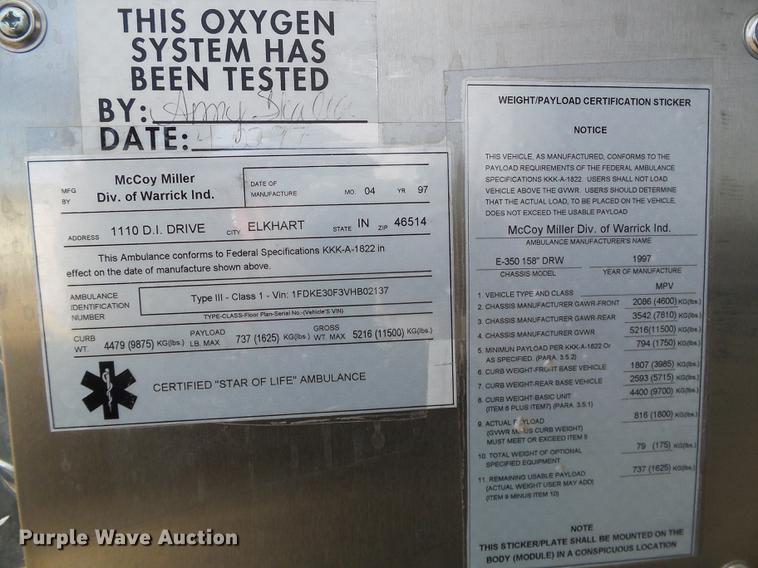 THIS OXYGEN
SYSTEM HAS
BEEN TESTED
BY:
DATE:
MFG BY
McCoy Miller
Div. of Warrick Ind.
DATE OF MANUFACTURE MO. 04 YR 97
ADDRESS 1110 D.I. DRIVE CITY ELKHART STATE IN ZIP 46514
This Ambulance conforms to Federal Specifications KKK-A-1822 in
effect on the date of manufacture shown above.
AMBULANCE
IDENTIFICATION
NUMBER
Type III - Class 1 - Vin: 1FDKE30F3VHB02137
TYPE-CLASS-Floor Plan-Serial No.-(Vehicle'S VIN)
CURB WT. 4479 (9875) KG(lbs.) PAYLOAD LB. MAX 737 (1625) KG(lbs.) GROSS WT. MAX 5216 (11500) KG(lbs.)
CERTIFIED "STAR OF LIFE" AMBULANCE
WEIGHT/PAYLOAD CERTIFICATION STICKER
NOTICE
THIS VEHICLE, AS MANUFACTURED, CONFORMS TO THE
PAYLOAD REQUIREMENTS OF THE FEDERAL AMBULANCE
SPECIFICATIONS KKK-A-1822. USERS SHALL NOT LOAD
VEHICLE ABOVE THE GVWR. USERS SHOULD DETERMINE
THAT THE ACTUAL LOAD, TO BE PLACED ON THE VEHICLE,
DOES NOT EXCEED THE USABLE PAYLOAD
McCoy Miller Div. of Warrick Ind.
AMBULANCE MANUFACTURER'S NAME
E-350 158" DRW 1997
CHASSIS MODEL YEAR OF MANUFACTURE
1. VEHICLE TYPE AND CLASS MPV
2. CHASSIS MANUFACTURER GAWR-FRONT 2086 (4600) KG(lbs.)
3. CHASSIS MANUFACTURER GAWR-REAR 3542 (7810) KG(lbs.)
4. CHASSIS MANUFACTURER GVWR 5216(11500) KG(lbs.)
5. MINIMUN PAYLOAD PER KKK-A-1822 Or 794 (1750) KG(lbs.)
AS SPECIFIED. (PARA. 3.5.2)
6. CURB WEIGHT-FROHT BASE VEHICLE 1807 (3985) KG(lbs.)
7. CURB WEIGHT-REAR BASE VEHICLE 2593 (5715) KG(lbs.)
8. CURB WEIGHT-BASIC UNIT 4400 (9700) KG(lbs.)
(ITEM 6 PLUS ITEM7) (PARA. 3.5.1)
9. ACTUAL PAYLOAD 816 (1800) KG(lbs.)
(GVWR MINUS CURB WEIGHT)
MUST MEET OR EXCEED ITEM 5
10. TOTAL WEIGHT OF OPTIONAL 79 (175) KG(lbs.)
SPECIFIED EQUIPMENT
11. REMAINING USABLE PAYLOAD 737 (1625) KG(lbs.)
(ACTUAL WEIGHT USER MAY ADD)
(ITEM 9 MINUS ITEM 10)
NOTE
THIS STICKER/PLATE SHALL BE MOUNTED ON THE
BODY (MODULE) IN A CONSPICUOUS LOCATION
Purple Wave Auction